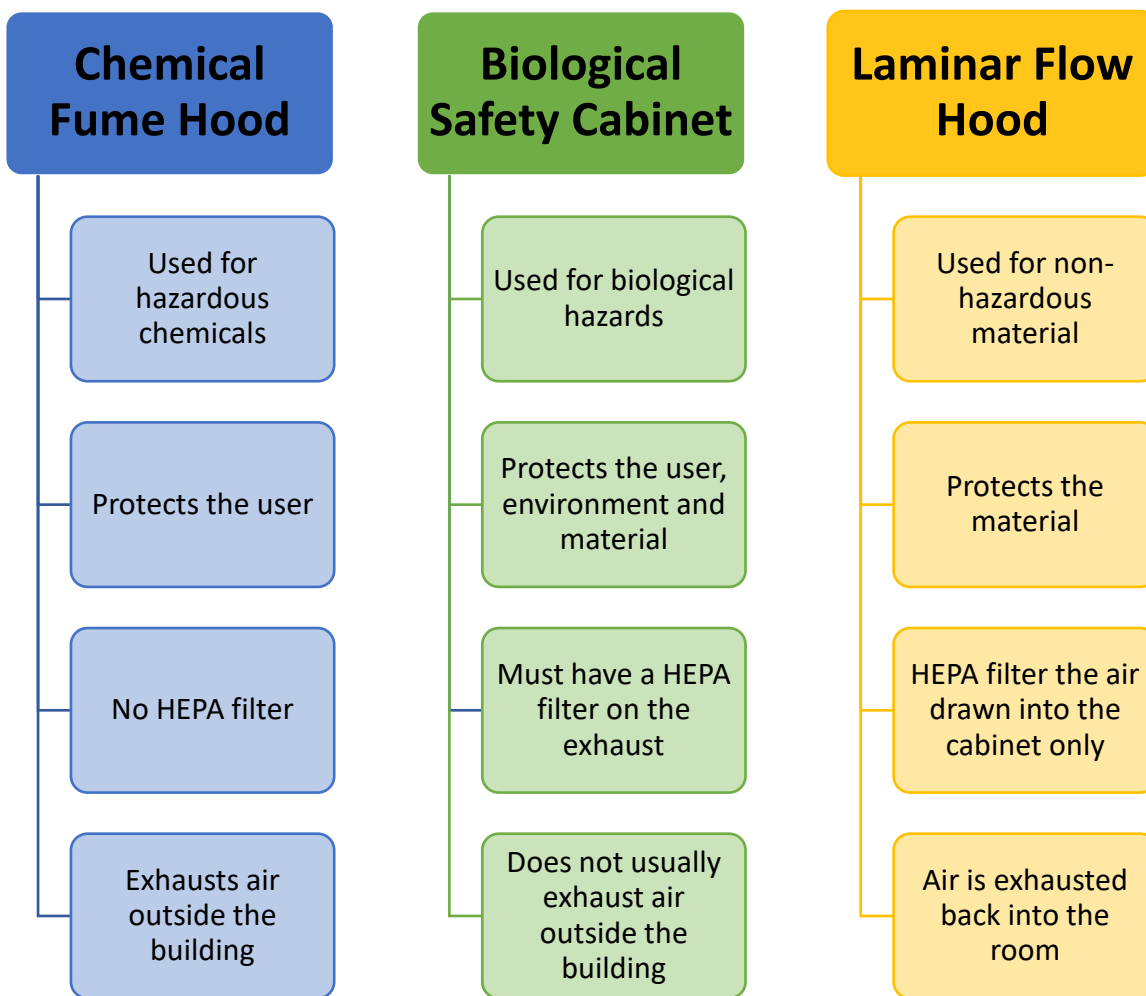 Chemical
Fume Hood
Used for
hazardous
chemicals
Protects the user
No HEPA filter
Exhausts air
outside the
building
Biological
Safety Cabinet
Used for biological
hazards
Protects the user,
environment and
material
Must have a HEPA
filter on the
exhaust
Does not usually
exhaust air
outside the
building
Laminar Flow
Hood
Used for non-
hazardous
material
Protects the
material
HEPA filter the air
drawn into the
cabinet only
Air is exhausted
back into the
room